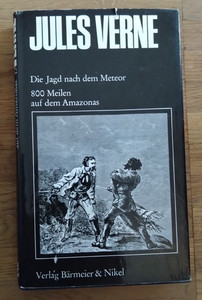 JULES VERNE
Die Jagd nach dem Meteor
800 Meilen
auf dem Amazonas
Verlag Bärmeier & Nikel